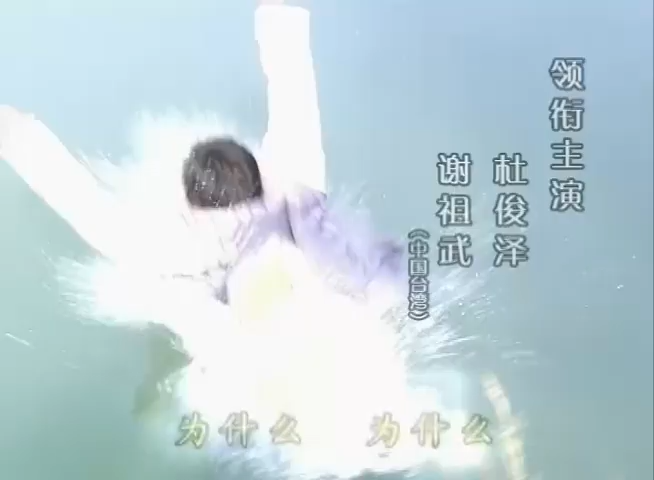 领衔主演
杜俊泽
谢祖武
(中国台湾)
为什么 为什么